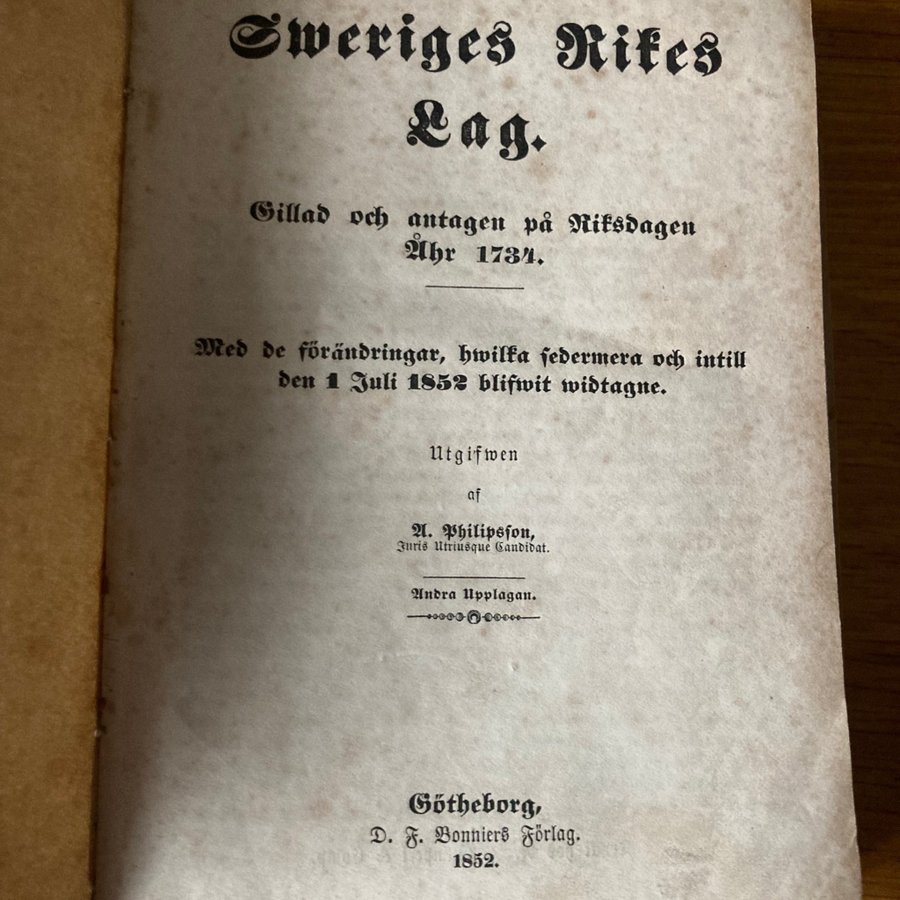 Sweriges Rikes
Lag.
Gillad och antagen på Riksdagen
Åhr 1734.
Med de förändringar, hwilka sedermera och intill
den 1 Juli 1852 blifwit widtagne.
Utgifwen
af
A. Philipsson,
Juris Utriusque Candidat.
Andra Upplagan.
Götheborg,
D. F. Bonniers Förlag.
1852.